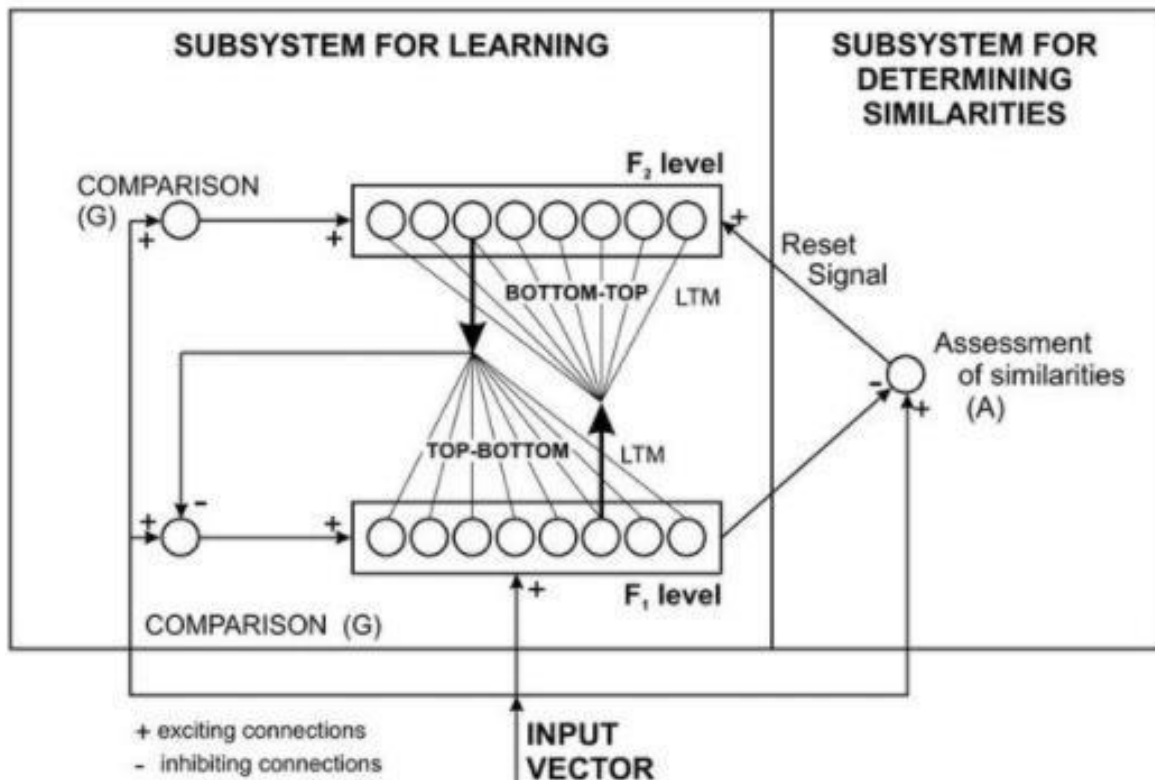 SUBSYSTEM FOR LEARNING
SUBSYSTEM FOR
DETERMINING
SIMILARITIES
F₂ level
COMPARISON
(G)
+
+
+
Reset
Signal
BOTTOM-TOP
LTM
Assessment
of similarities
(A)
-
+
TOP-BOTTOM
LTM
-
+
+
+
F₁ level
COMPARISON (G)
+ exciting connections
- inhibiting connections
INPUT
VECTOR